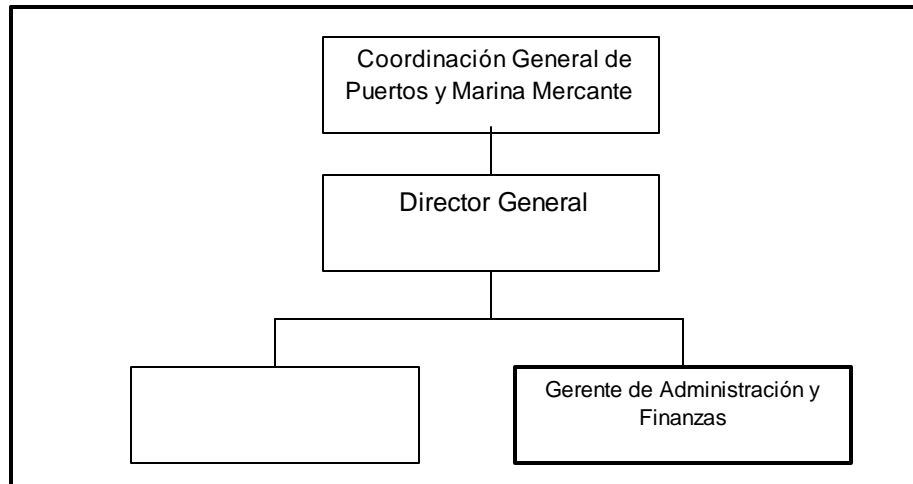 Coordinación General de
Puertos y Marina Mercante
Director General
Gerente de Administración y
Finanzas